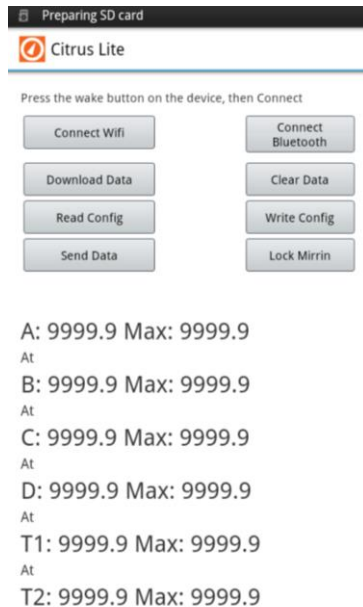 Preparing SD card
Citrus Lite
Press the wake button on the device, then Connect
Connect Wifi
Connect
Bluetooth
Download Data
Clear Data
Read Config
Write Config
Send Data
Lock Mirrin
A: 9999.9 Max: 9999.9
At
B: 9999.9 Max: 9999.9
At
C: 9999.9 Max: 9999.9
At
D: 9999.9 Max: 9999.9
At
T1: 9999.9 Max: 9999.9
At
T2: 9999.9 Max: 9999.9